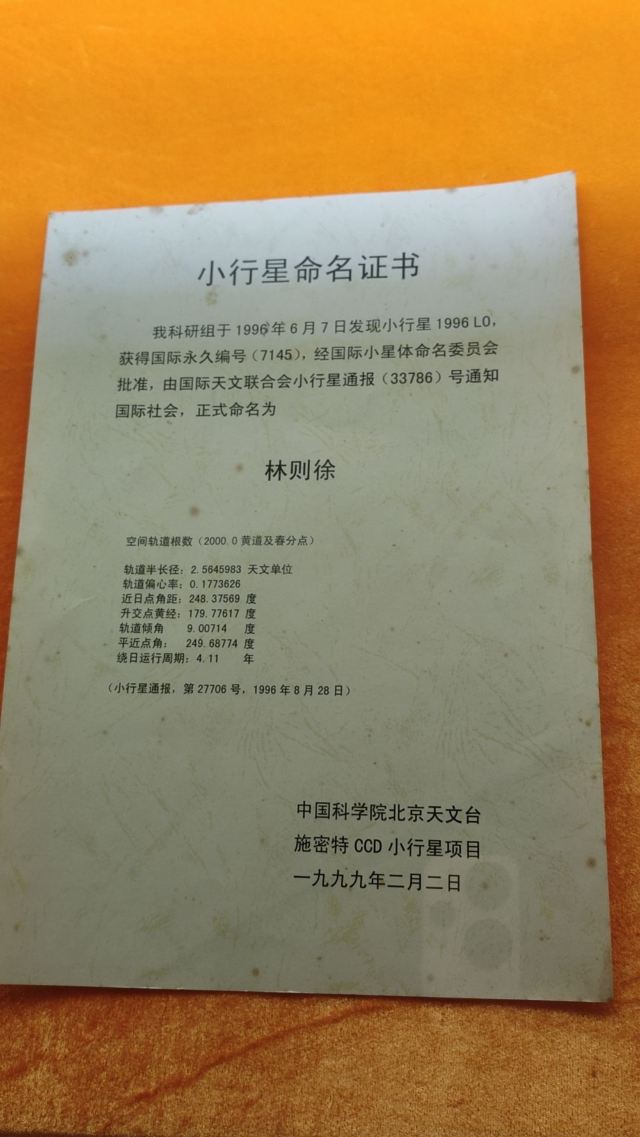 小行星命名证书
我科研组于1996年6月7日发现小行星1996 LO,
获得国际永久编号(7145),经国际小星体命名委员会
批准,由国际天文联合会小行星通报(33786)号通知
国际社会,正式命名为
林则徐
空间轨道根数(2000.0黄道及春分点)
轨道半长径:2.5645983 天文单位
轨道偏心率:0.1773626
近日点角距:248.37569 度
升交点黄经:179.77617 度
轨道倾角 9.00714 度
平近点角: 249.68774 度
绕日运行周期:4.11 年
(小行星通报,第27706号,1996年8月28日)
中国科学院北京天文台
施密特CCD小行星项目
一九九九年二月二日